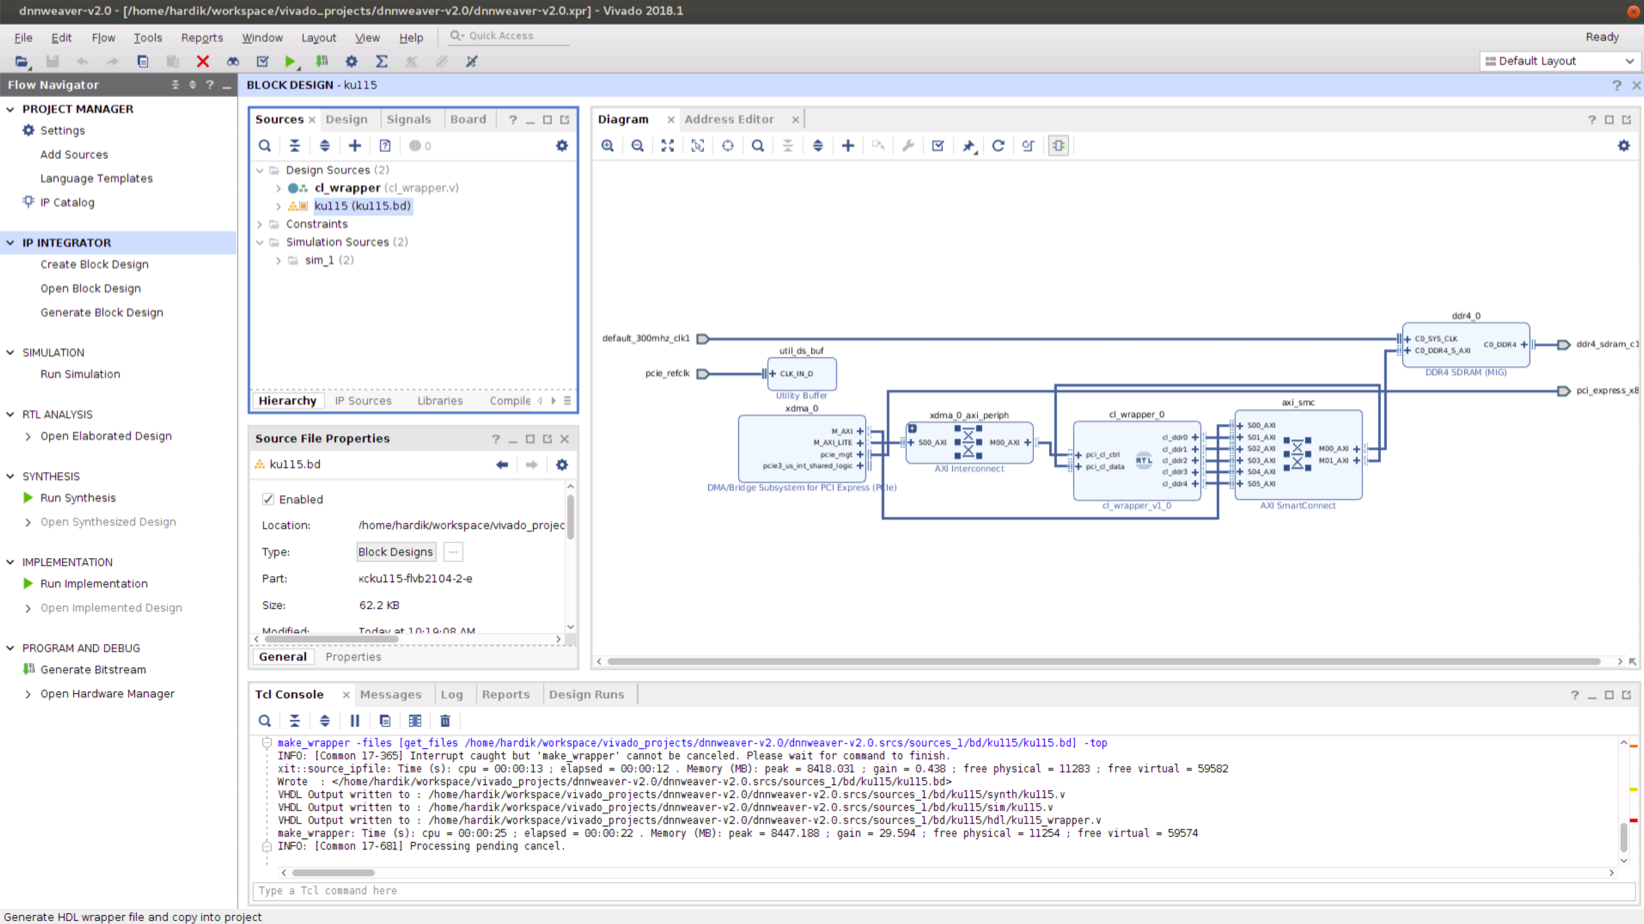 dnnweaver-v2.0 - [/home/hardik/workspace/vivado_projects/dnnweaver-v2.0/dnnweaver-v2.0.xpr] - Vivado 2018.1
File Edit Flow Tools Reports Window Layout View Help Quick Access
Ready
Default Layout
Flow Navigator
PROJECT MANAGER
Settings
Add Sources
Language Templates
IP Catalog
IP INTEGRATOR
Create Block Design
Open Block Design
Generate Block Design
SIMULATION
Run Simulation
RTL ANALYSIS
Open Elaborated Design
SYNTHESIS
Run Synthesis
Open Synthesized Design
IMPLEMENTATION
Run Implementation
Open Implemented Design
PROGRAM AND DEBUG
Generate Bitstream
Open Hardware Manager
BLOCK DESIGN - ku115
Sources Design Signals Board
0
Design Sources (2)
cl_wrapper (cl_wrapper.v)
ku115 (ku115.bd)
Constraints
Simulation Sources (2)
sim_1 (2)
Hierarchy IP Sources Libraries Compile
Source File Properties
ku115.bd
Enabled
Location: /home/hardik/workspace/vivado_projec
Type: Block Designs ...
Part: xcku115-flvb2104-2-e
Size: 62.2 KB
Modified: Today at 10:19:08 AM
General Properties
Diagram Address Editor
default_300mhz_clk1
pcie_refclk
util_ds_buf
CLK_IN_D
Utility Buffer
xdma_0
M_AXI
M_AXI_LITE
pcie_mgt
pcie3_us_int_shared_logic
DMA/Bridge Subsystem for PCI Express (PCIe)
xdma_0_axi_periph
S00_AXI M00_AXI
AXI Interconnect
cl_wrapper_0
pci_cl_ctrl
pci_cl_data
RTL
cl_ddr0
cl_ddr1
cl_ddr2
cl_ddr3
cl_ddr4
cl_wrapper_v1_0
axi_smc
S00_AXI
S01_AXI
S02_AXI
S03_AXI
S04_AXI
S05_AXI
M00_AXI
M01_AXI
AXI SmartConnect
ddr4_0
C0_SYS_CLK
C0_DDR4_S_AXI
C0_DDR4
DDR4 SDRAM (MIG)
ddr4_sdram_c1
pci_express_x8
Tcl Console Messages Log Reports Design Runs
make_wrapper -files [get_files /home/hardik/workspace/vivado_projects/dnnweaver-v2.0/dnnweaver-v2.0.srcs/sources_1/bd/ku115/ku115.bd] -top
INFO: [Common 17-365] Interrupt caught but 'make_wrapper' cannot be canceled. Please wait for command to finish.
xit::source_ipfile: Time (s): cpu = 00:00:13 ; elapsed = 00:00:12 . Memory (MB): peak = 8418.031 ; gain = 0.438 ; free physical = 11283 ; free virtual = 59582
Wrote : </home/hardik/workspace/vivado_projects/dnnweaver-v2.0/dnnweaver-v2.0.srcs/sources_1/bd/ku115/ku115.bd>
VHDL Output written to : /home/hardik/workspace/vivado_projects/dnnweaver-v2.0/dnnweaver-v2.0.srcs/sources_1/bd/ku115/synth/ku115.v
VHDL Output written to : /home/hardik/workspace/vivado_projects/dnnweaver-v2.0/dnnweaver-v2.0.srcs/sources_1/bd/ku115/sim/ku115.v
VHDL Output written to : /home/hardik/workspace/vivado_projects/dnnweaver-v2.0/dnnweaver-v2.0.srcs/sources_1/bd/ku115/hdl/ku115_wrapper.v
make_wrapper: Time (s): cpu = 00:00:25 ; elapsed = 00:00:22 . Memory (MB): peak = 8447.188 ; gain = 29.594 ; free physical = 11254 ; free virtual = 59574
INFO: [Common 17-681] Processing pending cancel.
Type a Tcl command here
Generate HDL wrapper file and copy into project